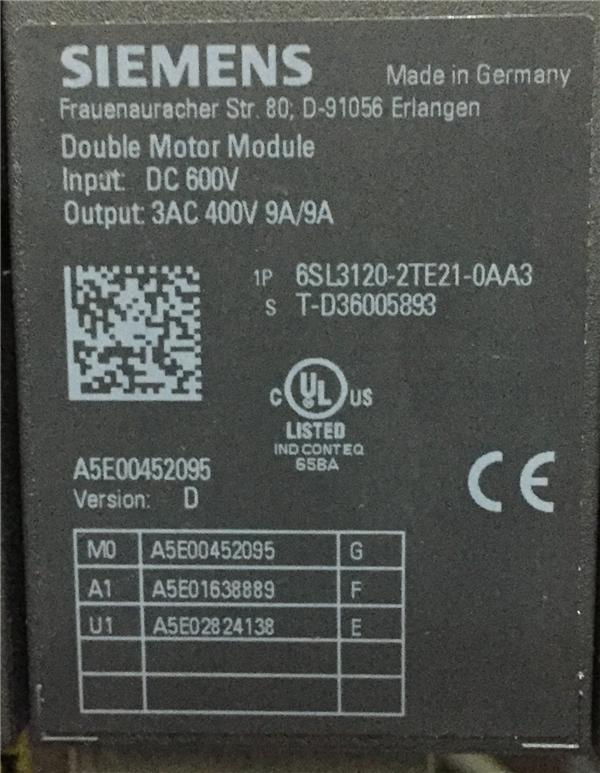 SIEMENS
Made in Germany
Frauenauracher Str. 80; D-91056 Erlangen
Double Motor Module
Input: DC 600V
Output: 3AC 400V 9A/9A
1P 6SL3120-2TE21-0AA3
S T-D36005893
C UL US
LISTED
IND CONT EQ
65BA
A5E00452095
Version: D
CE
M0 A5E00452095 G
A1 A5E01638889 F
U1 A5E02824138 E